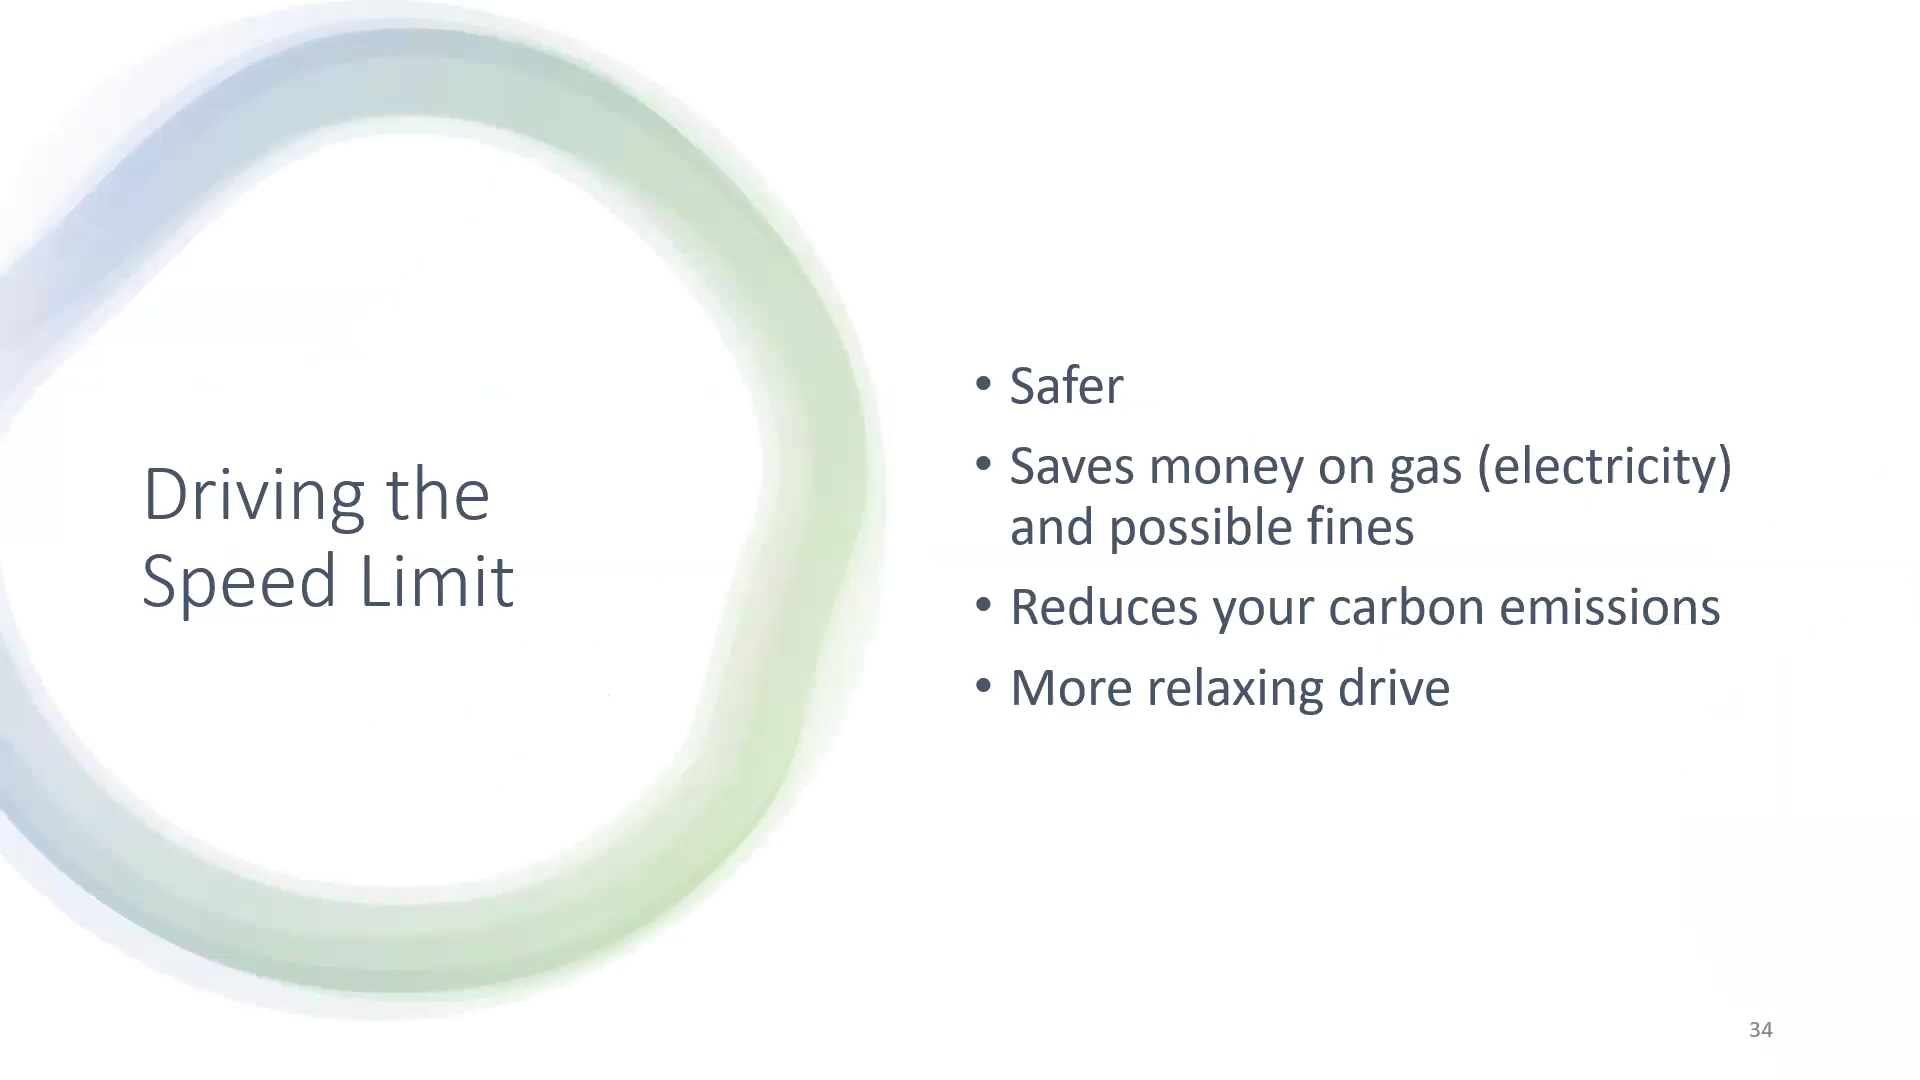 Driving the
Speed Limit
• Safer
• Saves money on gas (electricity)
and possible fines
• Reduces your carbon emissions
• More relaxing drive
34